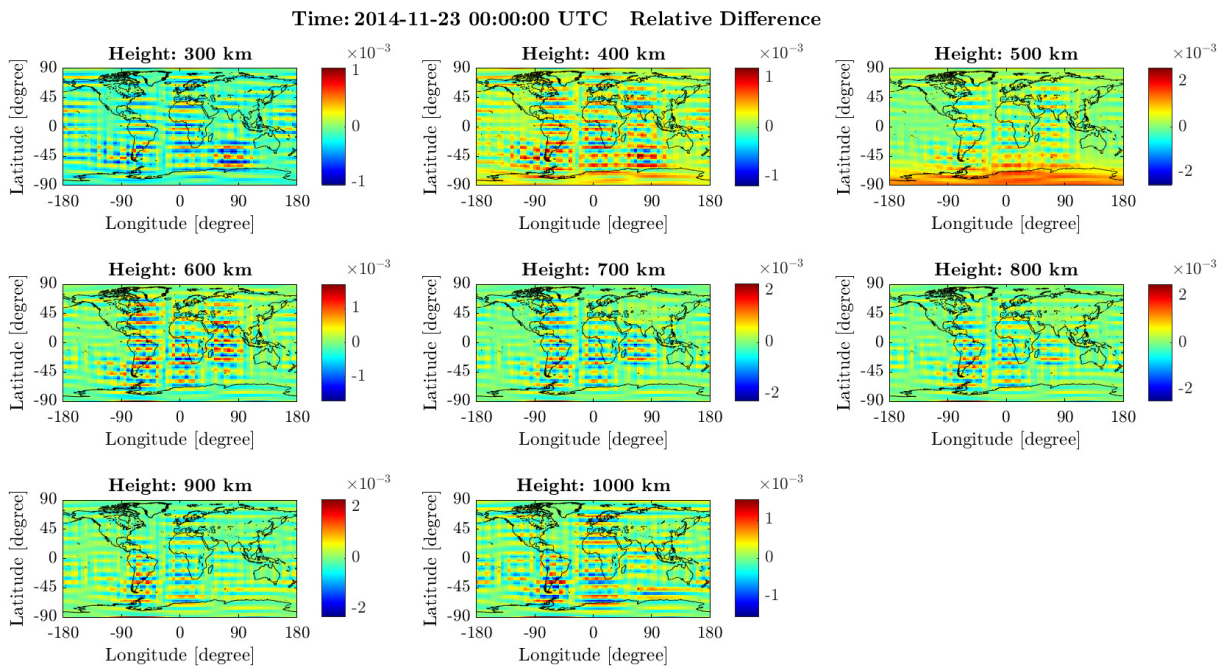 Time: 2014-11-23 00:00:00 UTC Relative Difference
Height: 300 km
×10⁻³
90
45
0
-45
-90
-180 -90 0 90 180
Latitude [degree]
Longitude [degree]
1
0
-1
Height: 400 km
×10⁻³
90
45
0
-45
-90
-180 -90 0 90 180
Latitude [degree]
Longitude [degree]
1
0
-1
Height: 500 km
×10⁻³
90
45
0
-45
-90
-180 -90 0 90 180
Latitude [degree]
Longitude [degree]
2
0
-2
Height: 600 km
×10⁻³
90
45
0
-45
-90
-180 -90 0 90 180
Latitude [degree]
Longitude [degree]
1
0
-1
Height: 700 km
×10⁻³
90
45
0
-45
-90
-180 -90 0 90 180
Latitude [degree]
Longitude [degree]
2
0
-2
Height: 800 km
×10⁻³
90
45
0
-45
-90
-180 -90 0 90 180
Latitude [degree]
Longitude [degree]
2
0
-2
Height: 900 km
×10⁻³
90
45
0
-45
-90
-180 -90 0 90 180
Latitude [degree]
Longitude [degree]
2
0
-2
Height: 1000 km
×10⁻³
90
45
0
-45
-90
-180 -90 0 90 180
Latitude [degree]
Longitude [degree]
1
0
-1